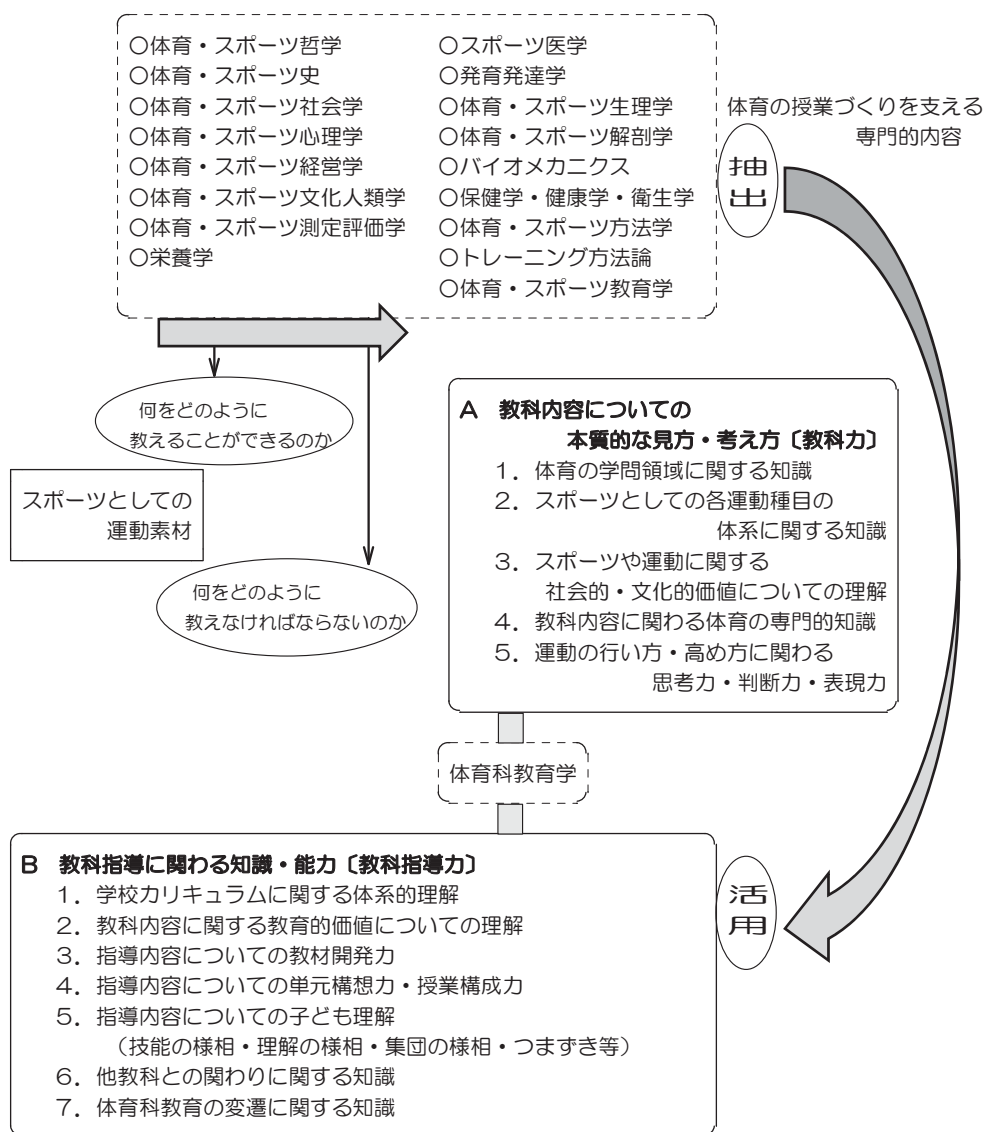 ○体育・スポーツ哲学
○体育・スポーツ史
○体育・スポーツ社会学
○体育・スポーツ心理学
○体育・スポーツ経営学
○体育・スポーツ文化人類学
○体育・スポーツ測定評価学
○栄養学
○スポーツ医学
○発育発達学
○体育・スポーツ生理学
○体育・スポーツ解剖学
○バイオメカニクス
○保健学・健康学・衛生学
○体育・スポーツ方法学
○トレーニング方法論
○体育・スポーツ教育学
体育の授業づくりを支える
専門的内容
抽
出
何をどのように
教えることができるのか
スポーツとしての
運動素材
何をどのように
教えなければならないのか
A 教科内容についての
本質的な見方・考え方〔教科力〕
1．体育の学問領域に関する知識
2．スポーツとしての各運動種目の
体系に関する知識
3．スポーツや運動に関する
社会的・文化的価値についての理解
4．教科内容に関わる体育の専門的知識
5．運動の行い方・高め方に関わる
思考力・判断力・表現力
体育科教育学
B 教科指導に関わる知識・能力〔教科指導力〕
1．学校カリキュラムに関する体系的理解
2．教科内容に関する教育的価値についての理解
3．指導内容についての教材開発力
4．指導内容についての単元構想力・授業構成力
5．指導内容についての子ども理解
（技能の様相・理解の様相・集団の様相・つまずき等）
6．他教科との関わりに関する知識
7．体育科教育の変遷に関する知識
活
用